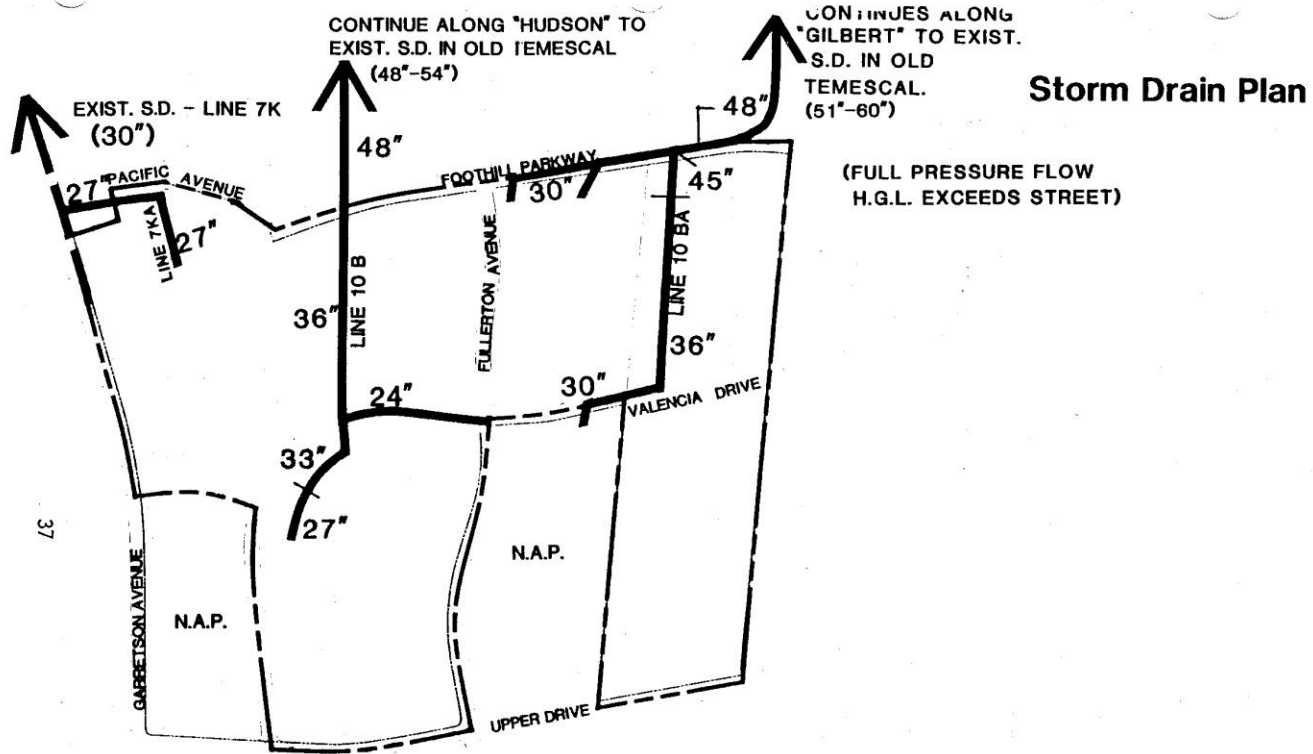 CONTINUE ALONG "HUDSON" TO
EXIST. S.D. IN OLD TEMESCAL
(48"-54")
CONTINUES ALONG
"GILBERT" TO EXIST.
S.D. IN OLD
TEMESCAL.
(51"-60")
Storm Drain Plan
(FULL PRESSURE FLOW
H.G.L. EXCEEDS STREET)
EXIST. S.D. - LINE 7K
(30")
27"
PACIFIC AVENUE
LINE 7KA
27"
48"
FOOTHILL PARKWAY
30"
48"
45"
36"
LINE 10 B
FULLERTON AVENUE
LINE 10 BA
36"
24"
30"
VALENCIA DRIVE
33"
27"
N.A.P.
N.A.P.
GARRETSON AVENUE
UPPER DRIVE
37